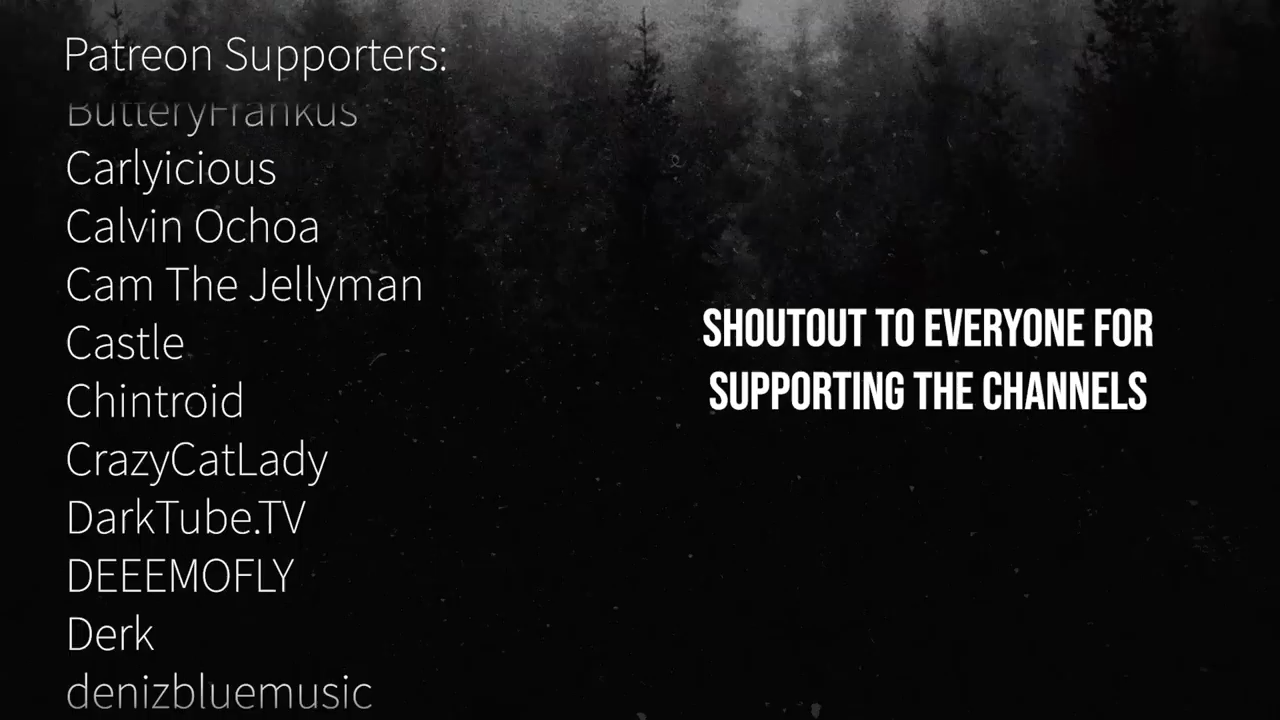 Patreon Supporters:
ButteryFrankus
Carlyicious
Calvin Ochoa
Cam The Jellyman
Castle
Chintroid
CrazyCatLady
DarkTube.TV
DEEEMOFLY
Derk
denizbluemusic
SHOUTOUT TO EVERYONE FOR
SUPPORTING THE CHANNELS